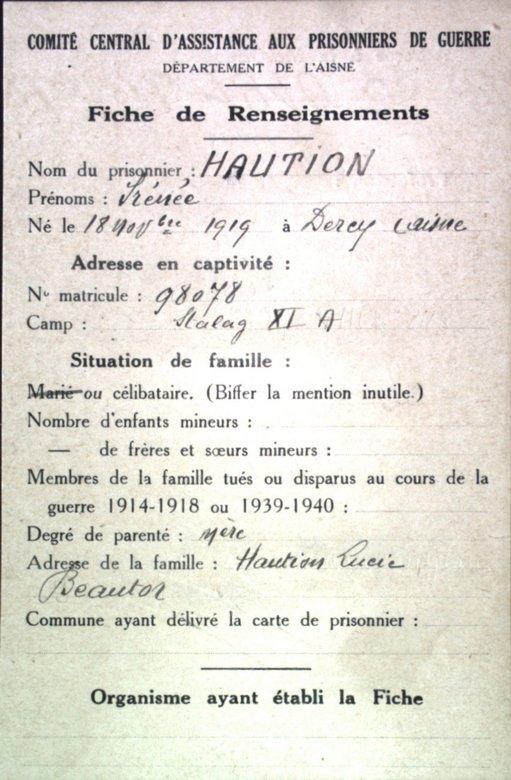 COMITÉ CENTRAL D'ASSISTANCE AUX PRISONNIERS DE GUERRE
DÉPARTEMENT DE L'AISNE
Fiche de Renseignements
Nom du prisonnier : HAUTION
Prénoms : Irénée
Né le 18 novbre 1919 à Dercy Aisne
Adresse en captivité :
No matricule : 98078
Camp : Stalag XI A
Situation de famille :
Marié ou célibataire. (Biffer la mention inutile.)
Nombre d'enfants mineurs :
— de frères et sœurs mineurs :
Membres de la famille tués ou disparus au cours de la
guerre 1914-1918 ou 1939-1940 :
Degré de parenté : mère
Adresse de la famille : Haution Lucie
Beautor
Commune ayant délivré la carte de prisonnier :
Organisme ayant établi la Fiche